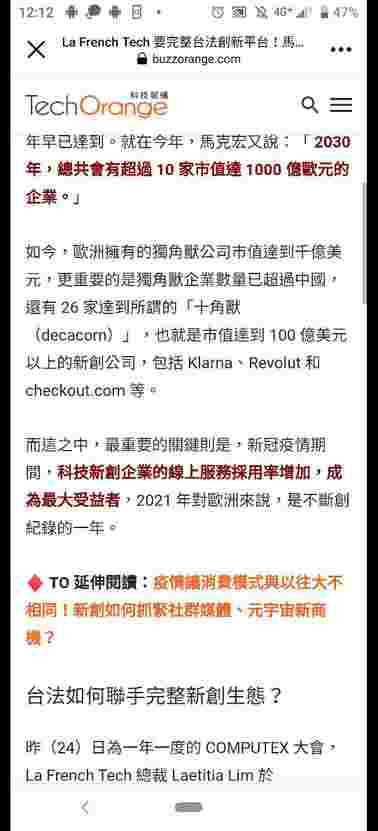 12:12
4G+
47%
La French Tech 要完整台法創新平台！馬...
buzzorange.com
科技報橘
TechOrange
年早已達到。就在今年，馬克宏又說：「2030
年，總共會有超過 10 家市值達 1000 億歐元的
企業。」
如今，歐洲擁有的獨角獸公司市值達到千億美
元，更重要的是獨角獸企業數量已超過中國，
還有 26 家達到所謂的「十角獸
（decacorn）」，也就是市值達到 100 億美元
以上的新創公司，包括 Klarna、Revolut 和
checkout.com 等。
而這之中，最重要的關鍵則是，新冠疫情期
間，科技新創企業的線上服務採用率增加，成
為最大受益者，2021 年對歐洲來說，是不斷創
紀錄的一年。
TO 延伸閱讀：疫情讓消費模式與以往大不
相同！新創如何抓緊社群媒體、元宇宙新商
機？
台法如何聯手完整新創生態？
昨（24）日為一年一度的 COMPUTEX 大會，
La French Tech 總裁 Laetitia Lim 於